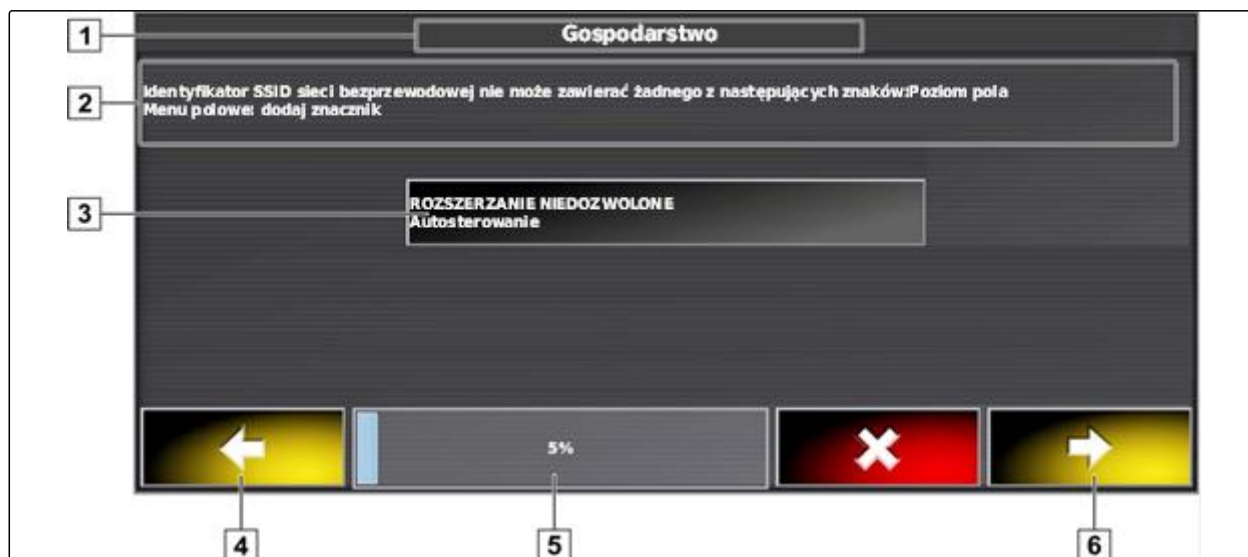 1
Gospodarstwo
2
Identyfikator SSID sieci bezprzewodowej nie może zawierać żadnego z następujących znaków:Poziom pola
Menu polowe: dodaj znacznik
3
ROZSZERZANIE NIEDOZWOLONE
Autosterowanie
5%
4
5
6